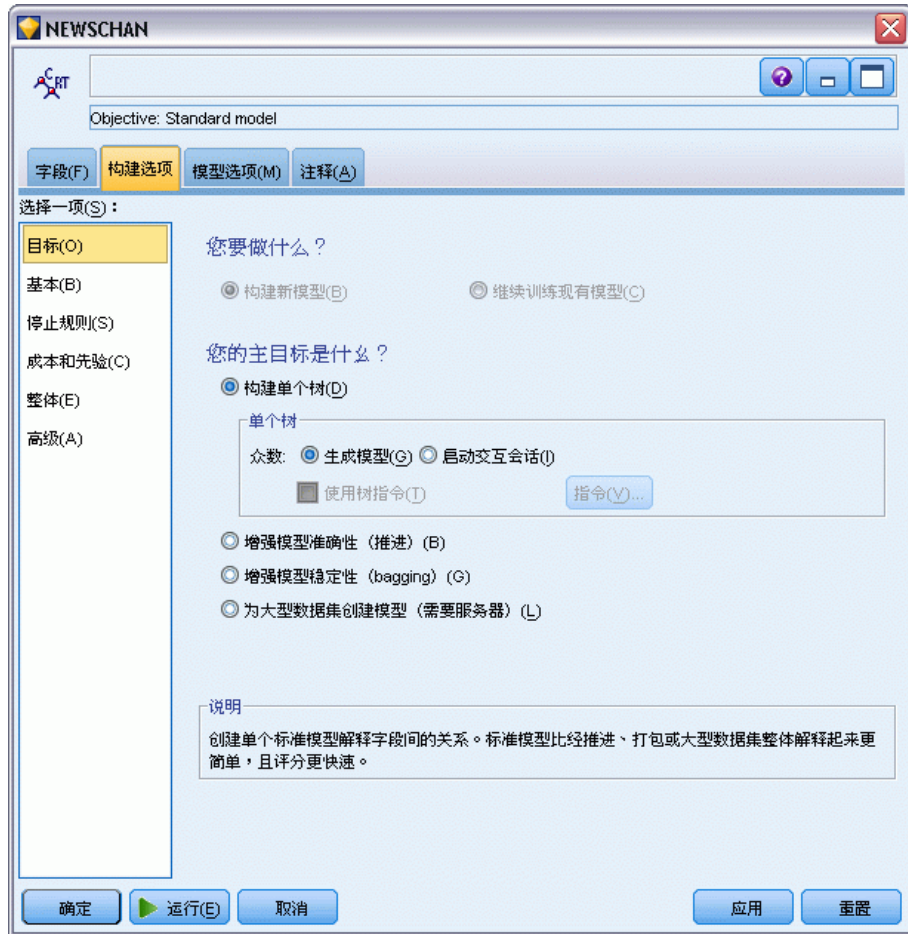 NEWSCHAN
CRT
Objective: Standard model
字段(F) 构建选项 模型选项(M) 注释(A)
选择一项(S)：
目标(O)
基本(B)
停止规则(S)
成本和先验(C)
整体(E)
高级(A)
您要做什么？
构建新模型(B) 继续训练现有模型(C)
您的主目标是什么？
构建单个树(D)
单个树
众数: 生成模型(G) 启动交互会话(I)
使用树指令(T) 指令(V)...
增强模型准确性（推进）(B)
增强模型稳定性（bagging）(G)
为大型数据集创建模型（需要服务器）(L)
说明
创建单个标准模型解释字段间的关系。标准模型比经推进、打包或大型数据集整体解释起来更
简单，且评分更快速。
确定 运行(E) 取消 应用 重置